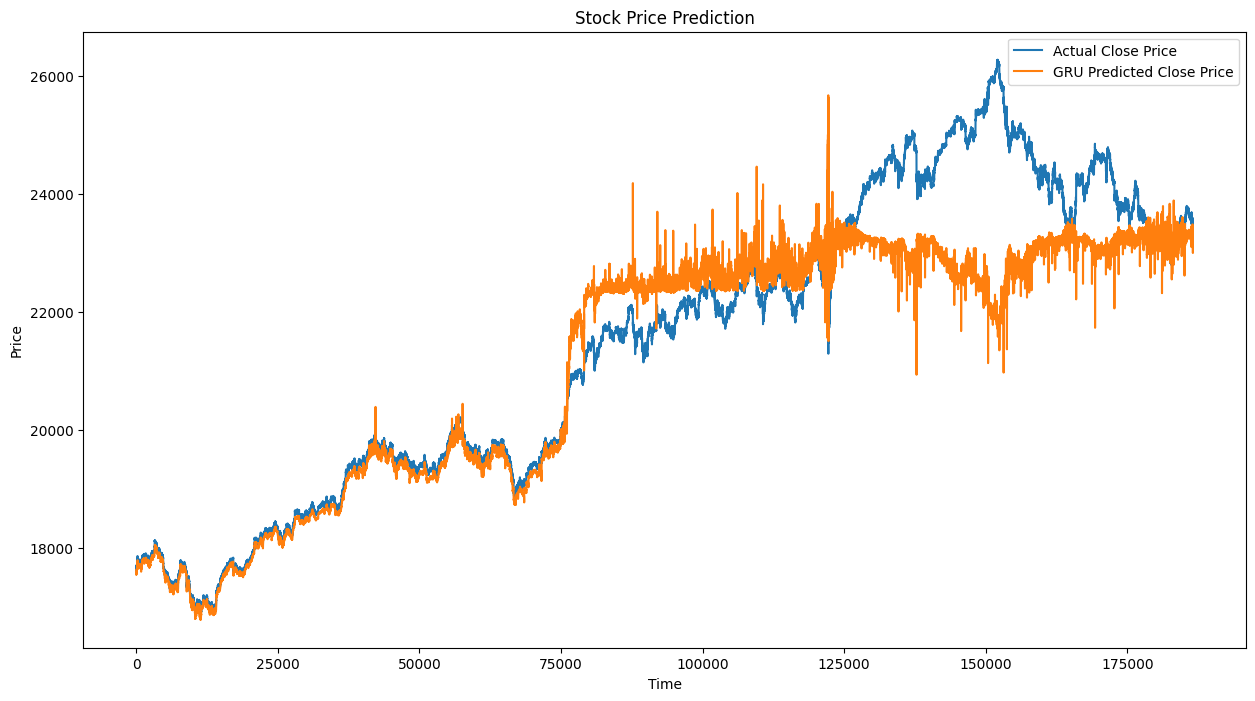 Stock Price Prediction
Actual Close Price
GRU Predicted Close Price
Price
26000
24000
22000
20000
18000
0
25000
50000
75000
100000
125000
150000
175000
Time